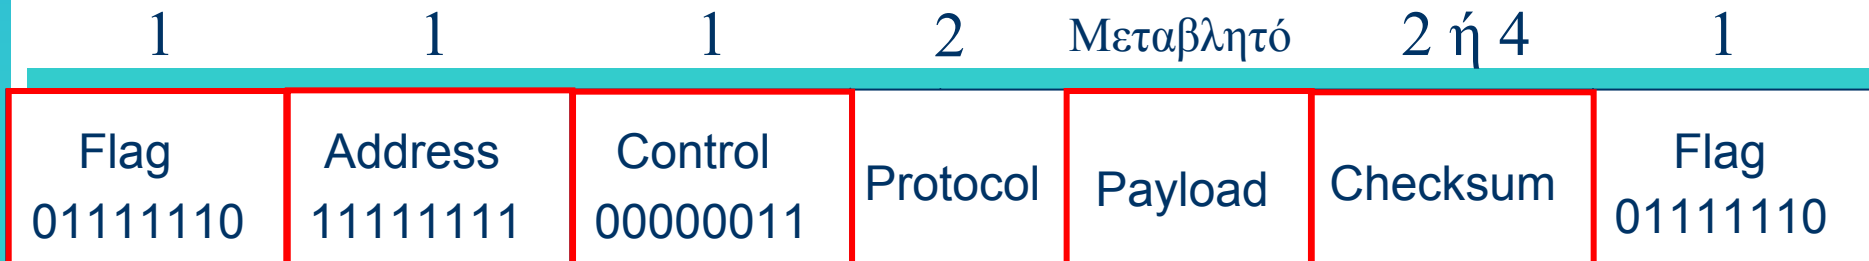 1 1 1 2 Μεταβλητό 2 ή 4 1
Flag Address Control Protocol Payload Checksum Flag
01111110 11111111 00000011 01111110